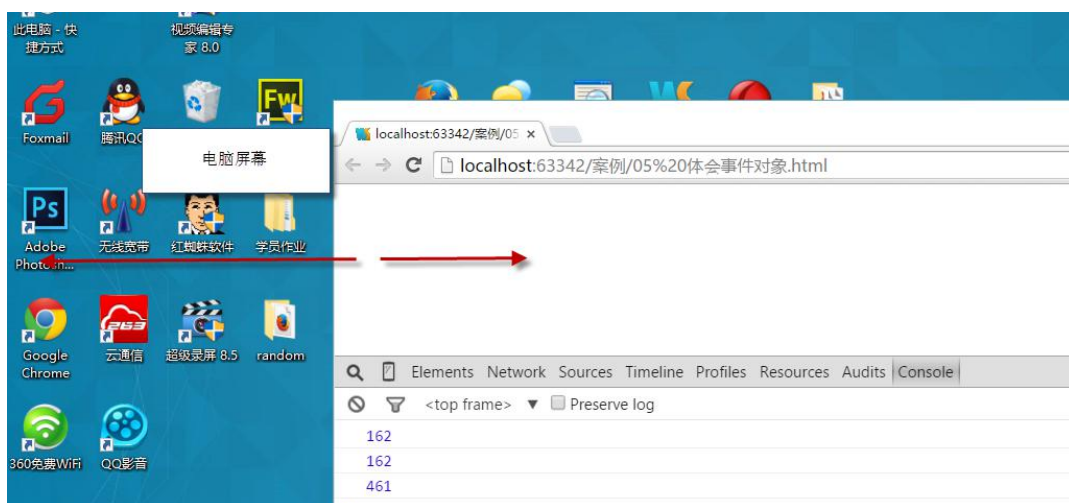 此电脑 - 快
捷方式
视频编辑专
家 8.0
Foxmail
腾讯QQ
Fw
电脑屏幕
localhost:63342/案例/05
localhost:63342/案例/05%20体会事件对象.html
Ps
Adobe
Photosh...
无线宽带
红蜘蛛软件
学员作业
263
Google
Chrome
云通信
超级录屏 8.5
random
Elements Network Sources Timeline Profiles Resources Audits Console
<top frame> ▼ Preserve log
360免费WiFi
QQ影音
162
162
461